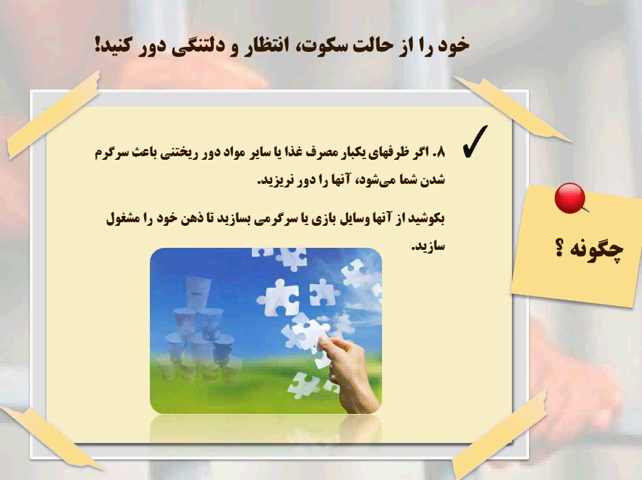 خود را از حالت سکوت، انتظار و دلتنگی دور کنید!
۸. اگر ظرفهای یکبار مصرف غذا یا سایر مواد دور ریختنی باعث سرگرم
شدن شما می‌شود، آنها را دور نریزید.
بکوشید از آنها وسایل بازی یا سرگرمی بسازید تا ذهن خود را مشغول
سازید.
چگونه ؟